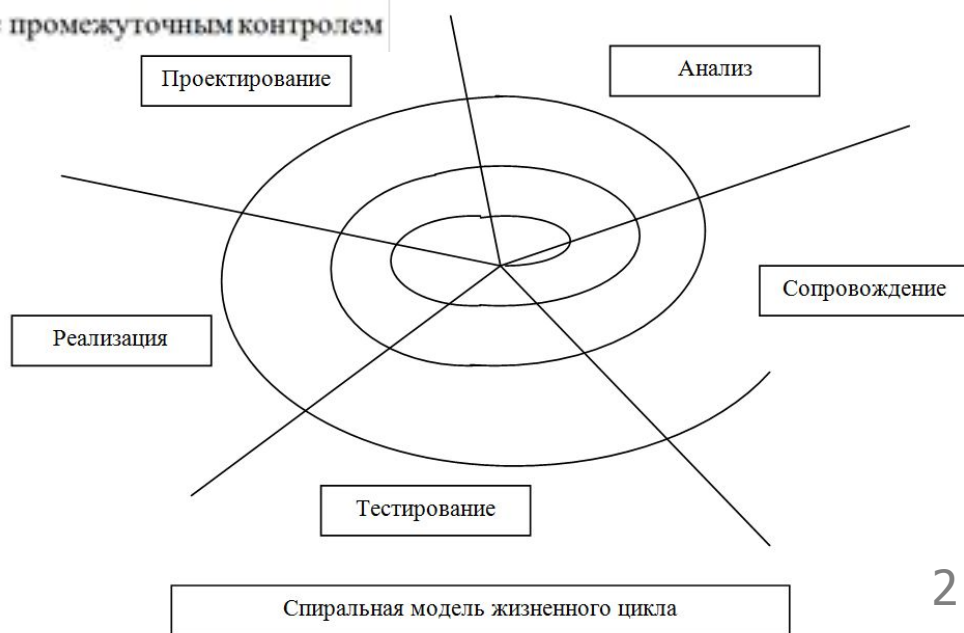 промежуточным контролем
Проектирование
Анализ
Сопровождение
Реализация
Тестирование
Спиральная модель жизненного цикла
2